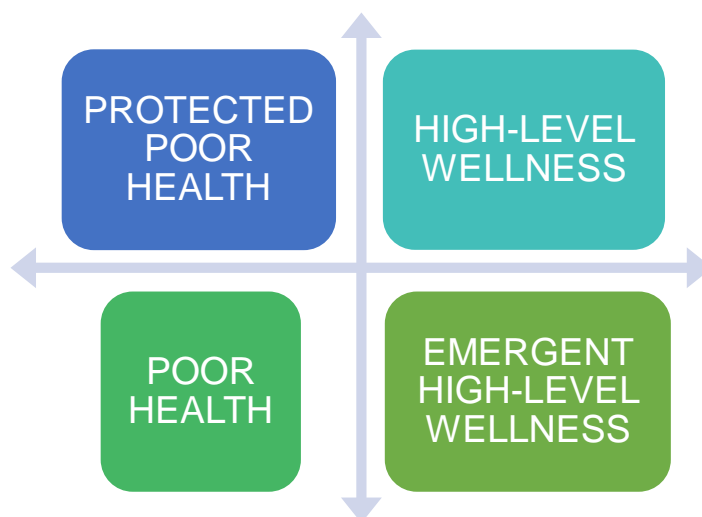 PROTECTED
POOR
HEALTH
HIGH-LEVEL
WELLNESS
POOR
HEALTH
EMERGENT
HIGH-LEVEL
WELLNESS